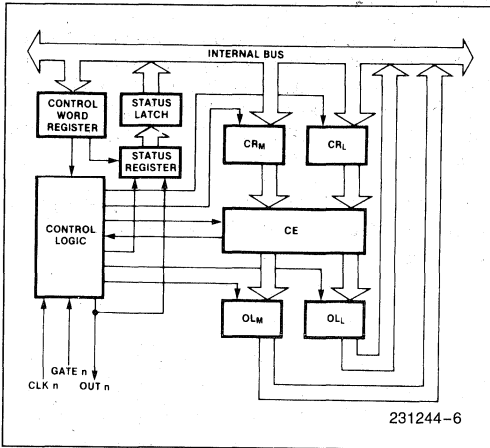 INTERNAL BUS
CONTROL
WORD
REGISTER
STATUS
LATCH
STATUS
REGISTER
CRM
CRL
CONTROL
LOGIC
CE
OLM
OLL
GATE n
CLK n
OUT n
231244-6